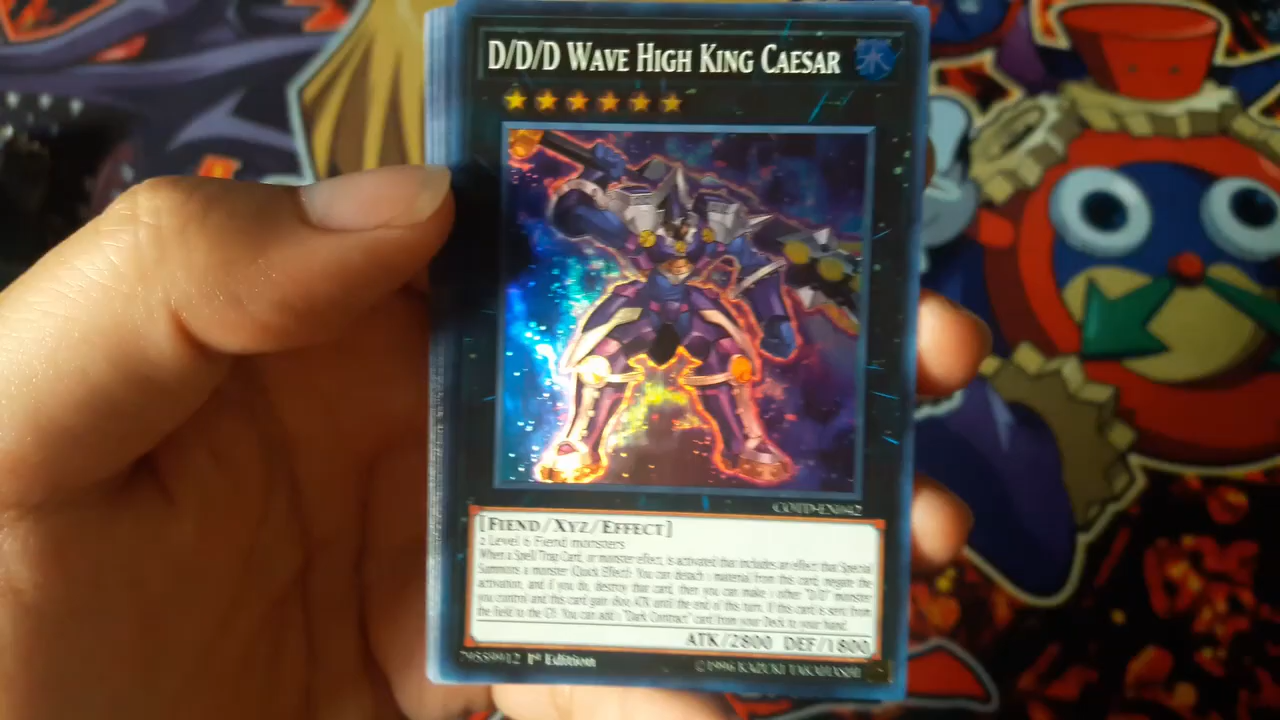 D/D/D WAVE HIGH KING CAESAR
水
COTD-EN042
[FIEND/XYZ/EFFECT]
2 Level 6 Fiend monsters
When a Spell/Trap Card, or monster effect, is activated that includes an effect that Special
Summons a monster (Quick Effect): You can detach 1 material from this card; negate the
activation, and if you do, destroy that card, then you can make 1 other "D/D" monster
you control and this card gain 1800 ATK until the end of this turn. If this card is sent from
the field to the GY: You can add 1 "Dark Contract" card from your Deck to your hand.
ATK/2800 DEF/1800
79559912 1st Edition
©1996 KAZUKI TAKAHASHI